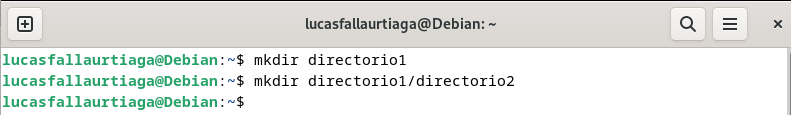 lucasfallaurtiaga@Debian: ~
lucasfallaurtiaga@Debian:~$ mkdir directorio1
lucasfallaurtiaga@Debian:~$ mkdir directorio1/directorio2
lucasfallaurtiaga@Debian:~$